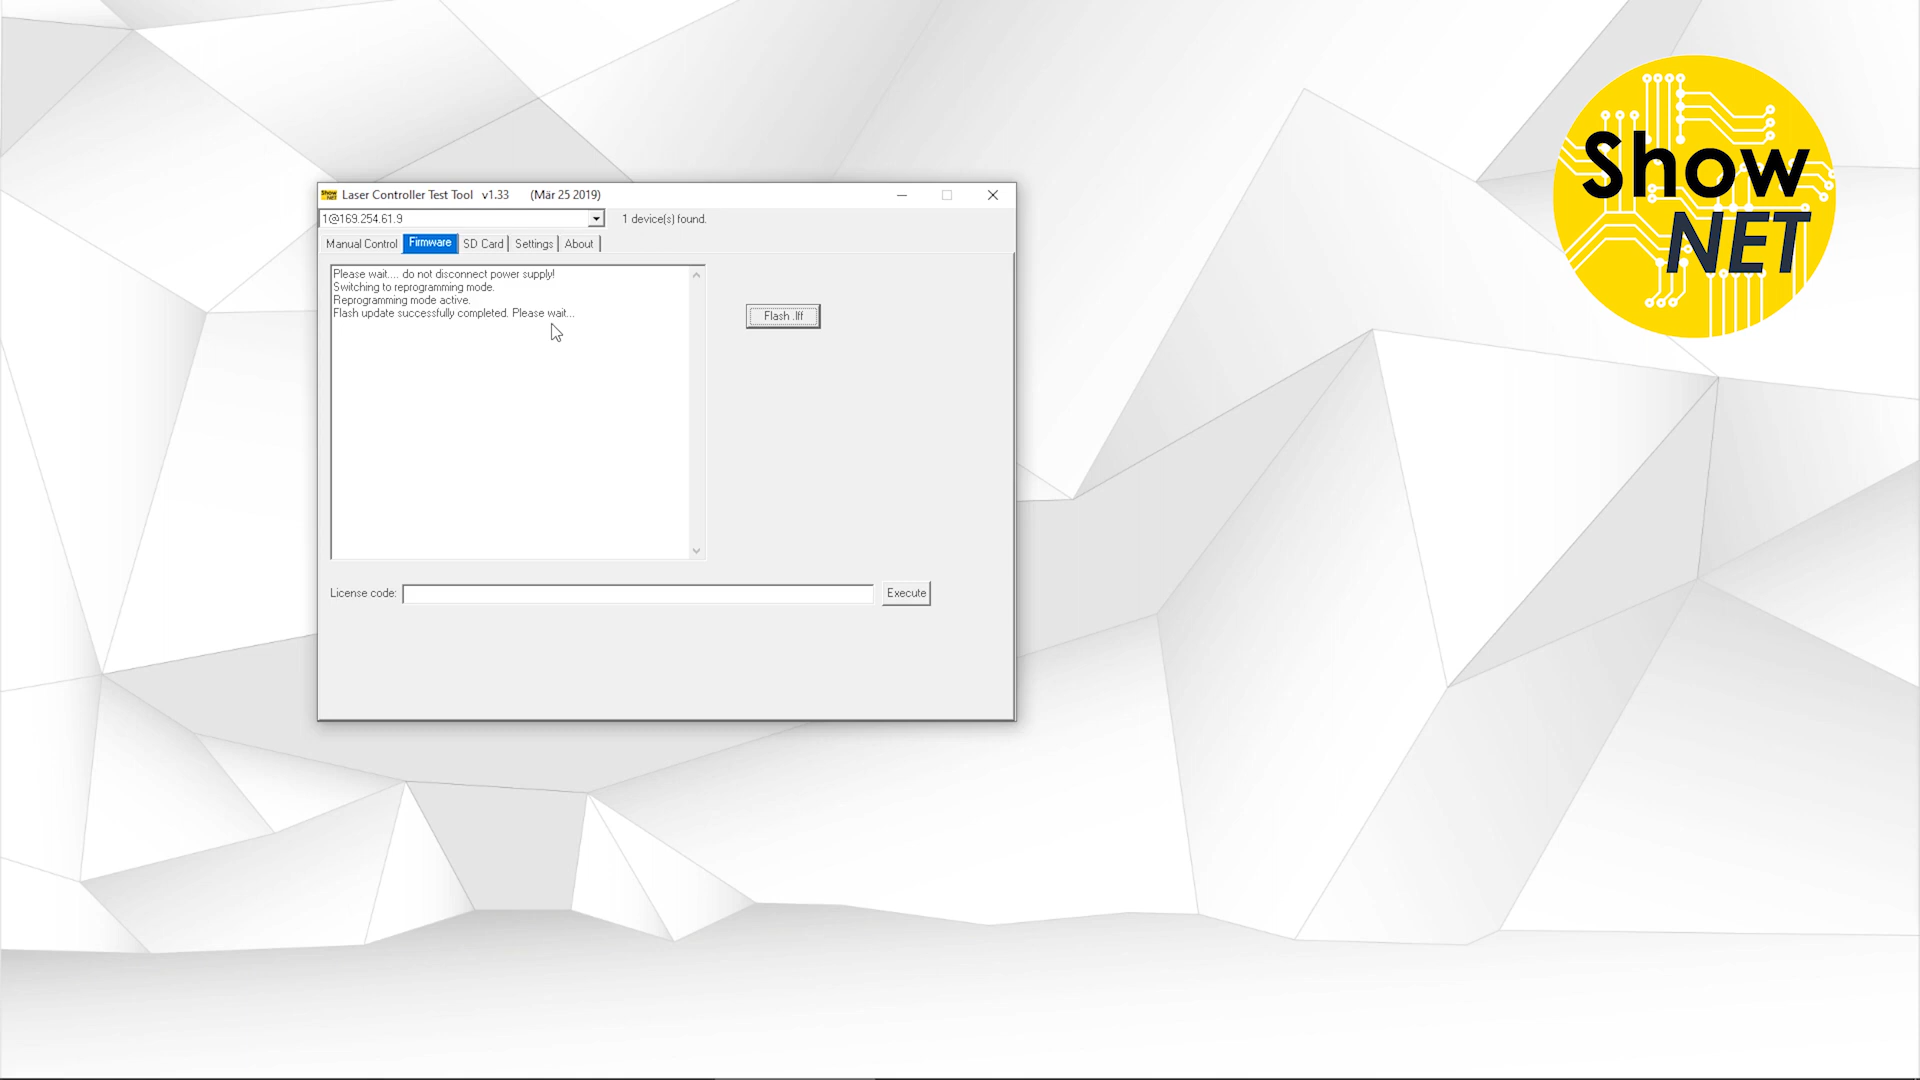 Show
NET
Show
NET
Laser Controller Test Tool v1.33 (Mär 25 2019)
1@169.254.61.9
1 device(s) found.
Manual Control
Firmware
SD Card
Settings
About
Please wait.... do not disconnect power supply!
Switching to reprogramming mode.
Reprogramming mode active.
Flash update successfully completed. Please wait...
Flash .lff
License code:
Execute